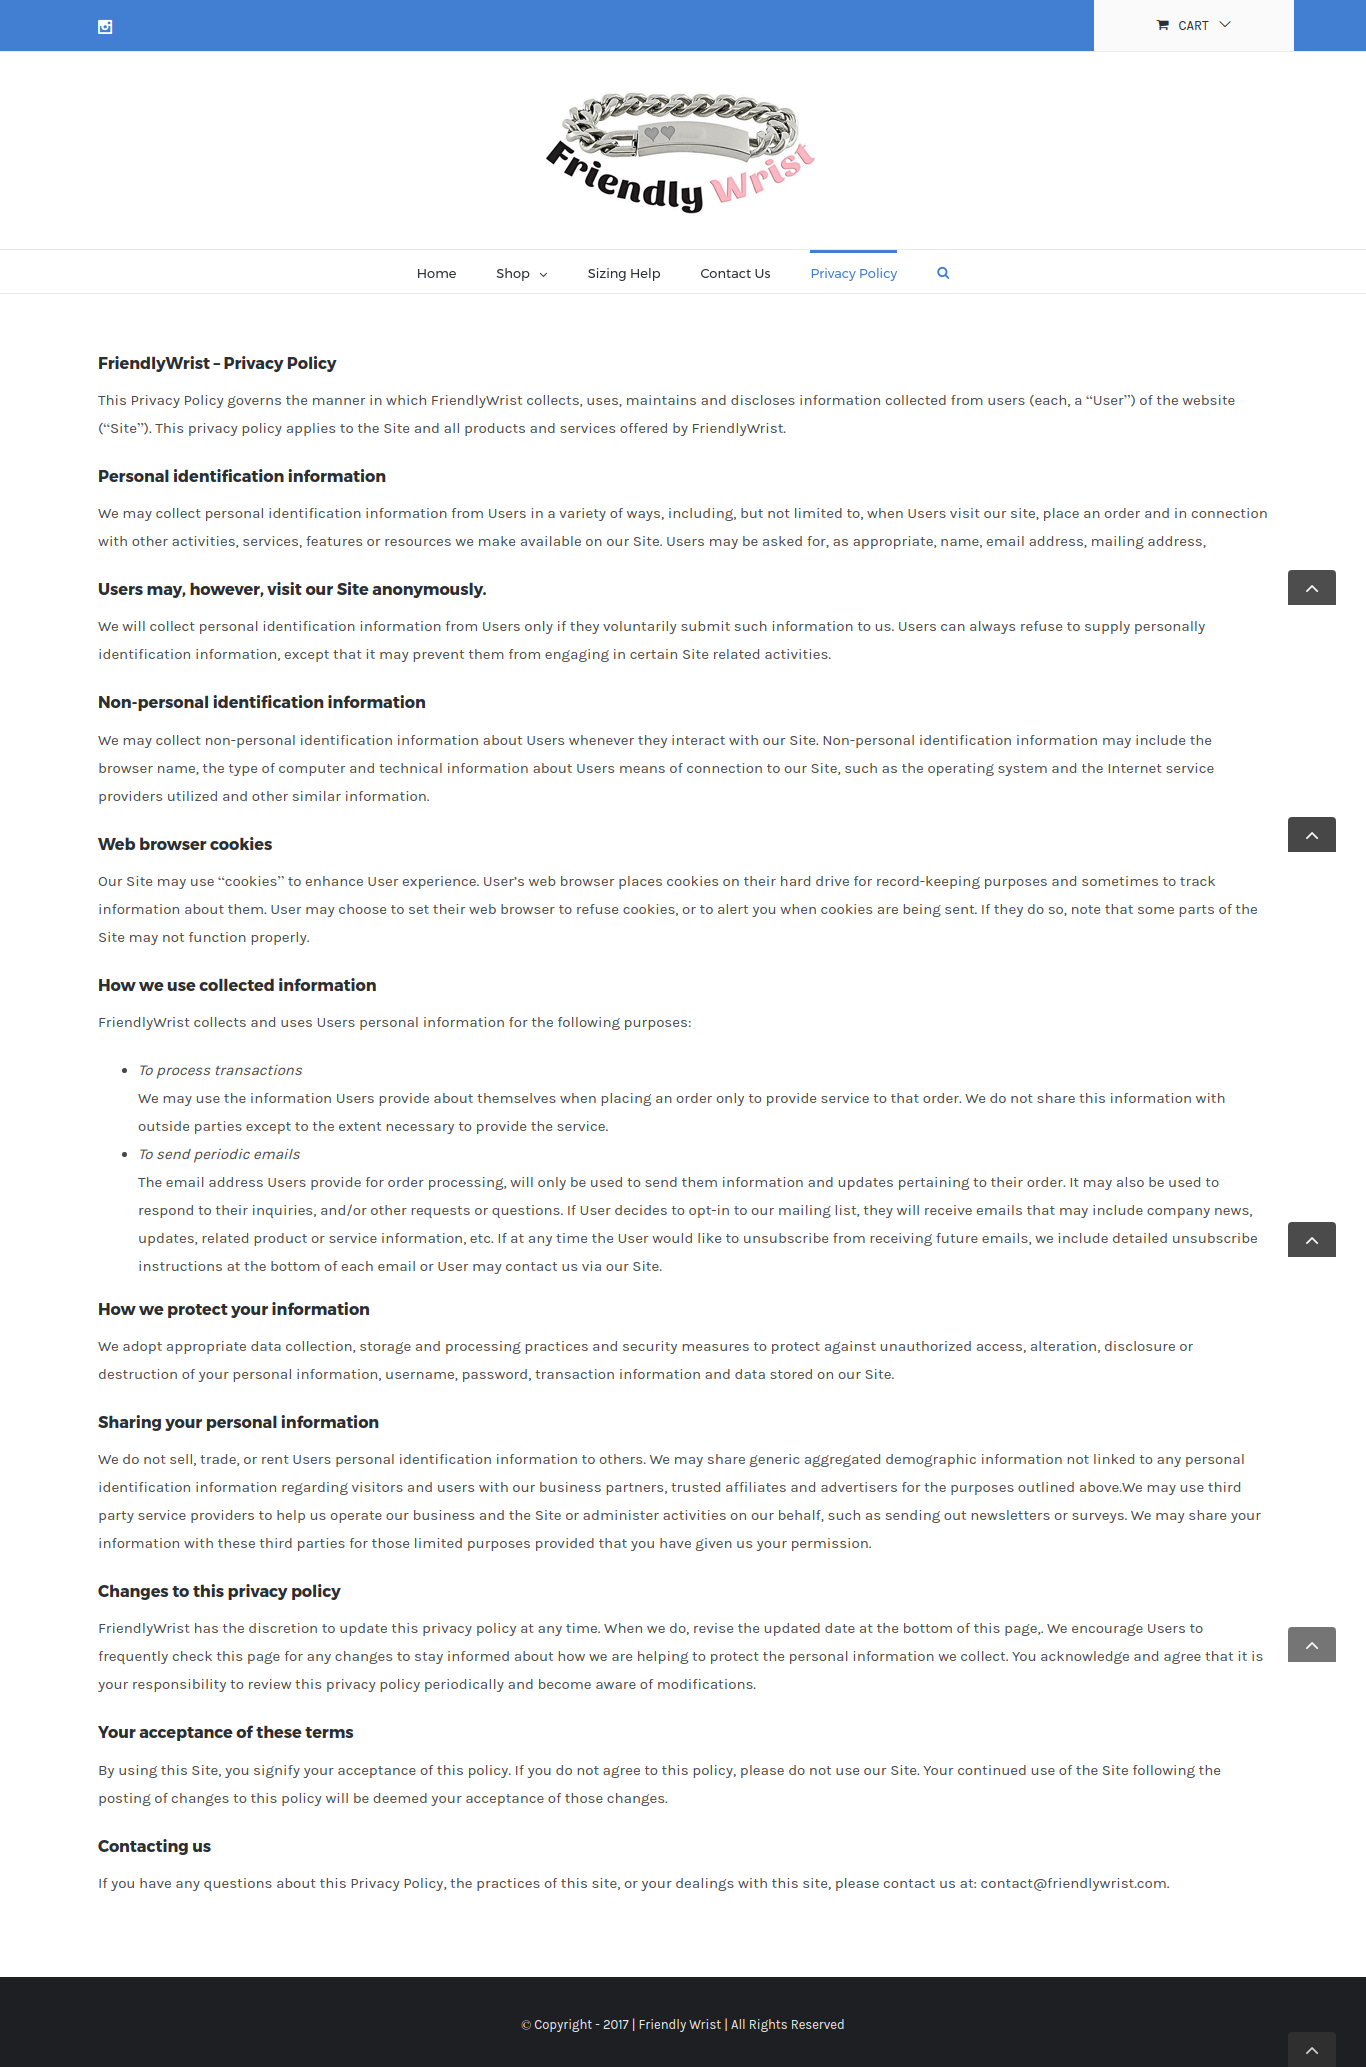 CART
Friendly Wrist
Home Shop Sizing Help Contact Us Privacy Policy
FriendlyWrist – Privacy Policy
This Privacy Policy governs the manner in which FriendlyWrist collects, uses, maintains and discloses information collected from users (each, a “User”) of the website
(“Site”). This privacy policy applies to the Site and all products and services offered by FriendlyWrist.
Personal identification information
We may collect personal identification information from Users in a variety of ways, including, but not limited to, when Users visit our site, place an order and in connection
with other activities, services, features or resources we make available on our Site. Users may be asked for, as appropriate, name, email address, mailing address,
Users may, however, visit our Site anonymously.
We will collect personal identification information from Users only if they voluntarily submit such information to us. Users can always refuse to supply personally
identification information, except that it may prevent them from engaging in certain Site related activities.
Non-personal identification information
We may collect non-personal identification information about Users whenever they interact with our Site. Non-personal identification information may include the
browser name, the type of computer and technical information about Users means of connection to our Site, such as the operating system and the Internet service
providers utilized and other similar information.
Web browser cookies
Our Site may use “cookies” to enhance User experience. User’s web browser places cookies on their hard drive for record-keeping purposes and sometimes to track
information about them. User may choose to set their web browser to refuse cookies, or to alert you when cookies are being sent. If they do so, note that some parts of the
Site may not function properly.
How we use collected information
FriendlyWrist collects and uses Users personal information for the following purposes:
• To process transactions
We may use the information Users provide about themselves when placing an order only to provide service to that order. We do not share this information with
outside parties except to the extent necessary to provide the service.
• To send periodic emails
The email address Users provide for order processing, will only be used to send them information and updates pertaining to their order. It may also be used to
respond to their inquiries, and/or other requests or questions. If User decides to opt-in to our mailing list, they will receive emails that may include company news,
updates, related product or service information, etc. If at any time the User would like to unsubscribe from receiving future emails, we include detailed unsubscribe
instructions at the bottom of each email or User may contact us via our Site.
How we protect your information
We adopt appropriate data collection, storage and processing practices and security measures to protect against unauthorized access, alteration, disclosure or
destruction of your personal information, username, password, transaction information and data stored on our Site.
Sharing your personal information
We do not sell, trade, or rent Users personal identification information to others. We may share generic aggregated demographic information not linked to any personal
identification information regarding visitors and users with our business partners, trusted affiliates and advertisers for the purposes outlined above.We may use third
party service providers to help us operate our business and the Site or administer activities on our behalf, such as sending out newsletters or surveys. We may share your
information with these third parties for those limited purposes provided that you have given us your permission.
Changes to this privacy policy
FriendlyWrist has the discretion to update this privacy policy at any time. When we do, revise the updated date at the bottom of this page,. We encourage Users to
frequently check this page for any changes to stay informed about how we are helping to protect the personal information we collect. You acknowledge and agree that it is
your responsibility to review this privacy policy periodically and become aware of modifications.
Your acceptance of these terms
By using this Site, you signify your acceptance of this policy. If you do not agree to this policy, please do not use our Site. Your continued use of the Site following the
posting of changes to this policy will be deemed your acceptance of those changes.
Contacting us
If you have any questions about this Privacy Policy, the practices of this site, or your dealings with this site, please contact us at: contact@friendlywrist.com.
© Copyright - 2017 | Friendly Wrist | All Rights Reserved